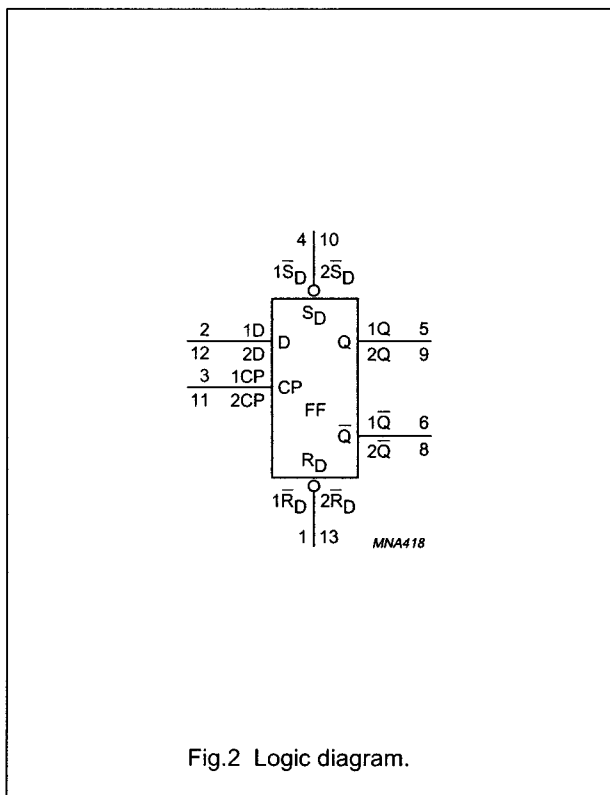 4 10
1S̅D 2S̅D
SD
2 1D D Q 1Q 5
12 2D 2Q 9
3 1CP CP
11 2CP FF
Q̅ 1Q̅ 6
2Q̅ 8
RD
1R̅D 2R̅D
1 13 MNA418
Fig.2 Logic diagram.